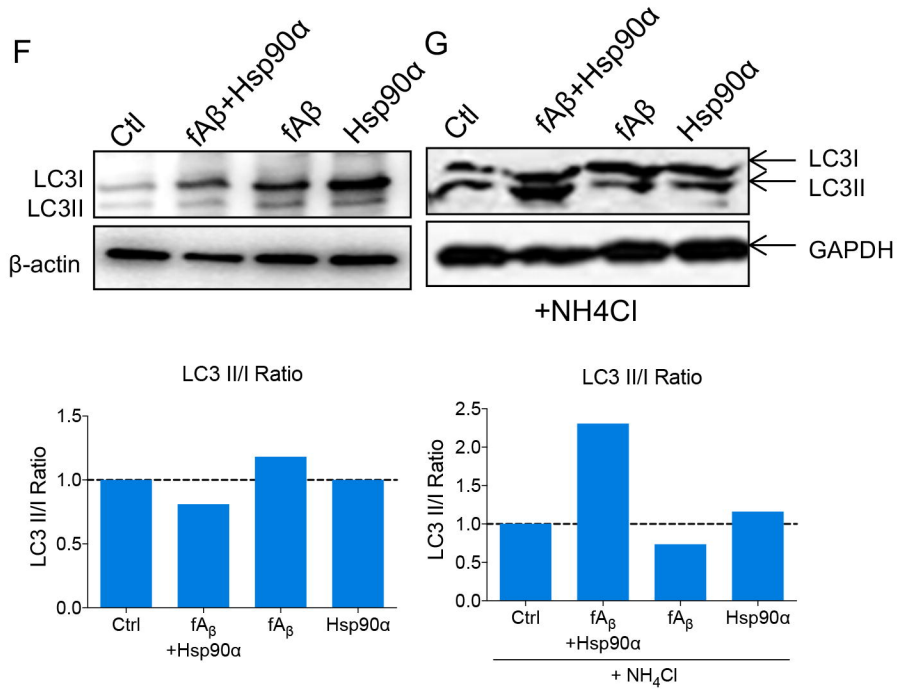 F
Ctl
fAβ+Hsp90α
fAβ
Hsp90α
LC3I
LC3II
β-actin
G
Ctl
fAβ+Hsp90α
fAβ
Hsp90α
LC3I
LC3II
GAPDH
+NH4Cl
LC3 II/I Ratio
LC3 II/I Ratio
1.5
1.0
0.5
0.0
Ctrl
fAβ
+Hsp90α
fAβ
Hsp90α
LC3 II/I Ratio
LC3 II/I Ratio
2.5
2.0
1.5
1.0
0.5
0.0
Ctrl
fAβ
+Hsp90α
fAβ
Hsp90α
+ NH4Cl